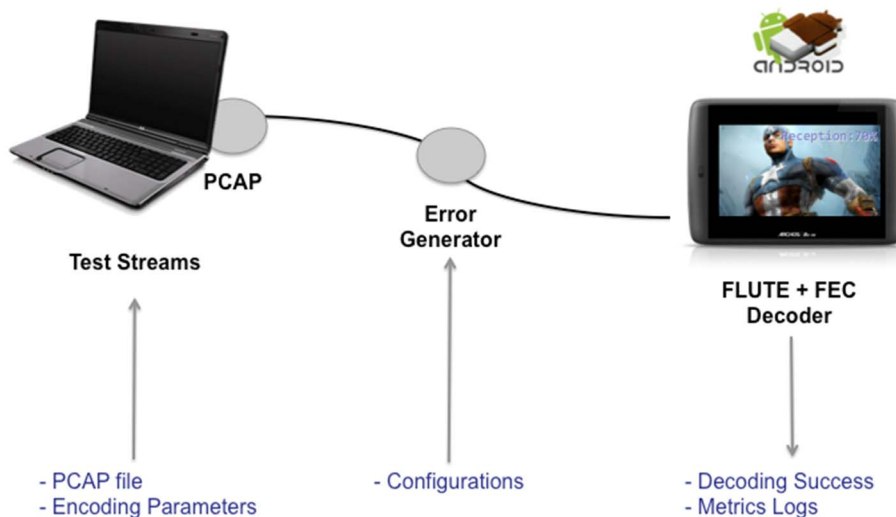 ANDROID
Reception:70%
PCAP
Error
Generator
ARCHOS
Test Streams
FLUTE + FEC
Decoder
- PCAP file
- Encoding Parameters
- Configurations
- Decoding Success
- Metrics Logs